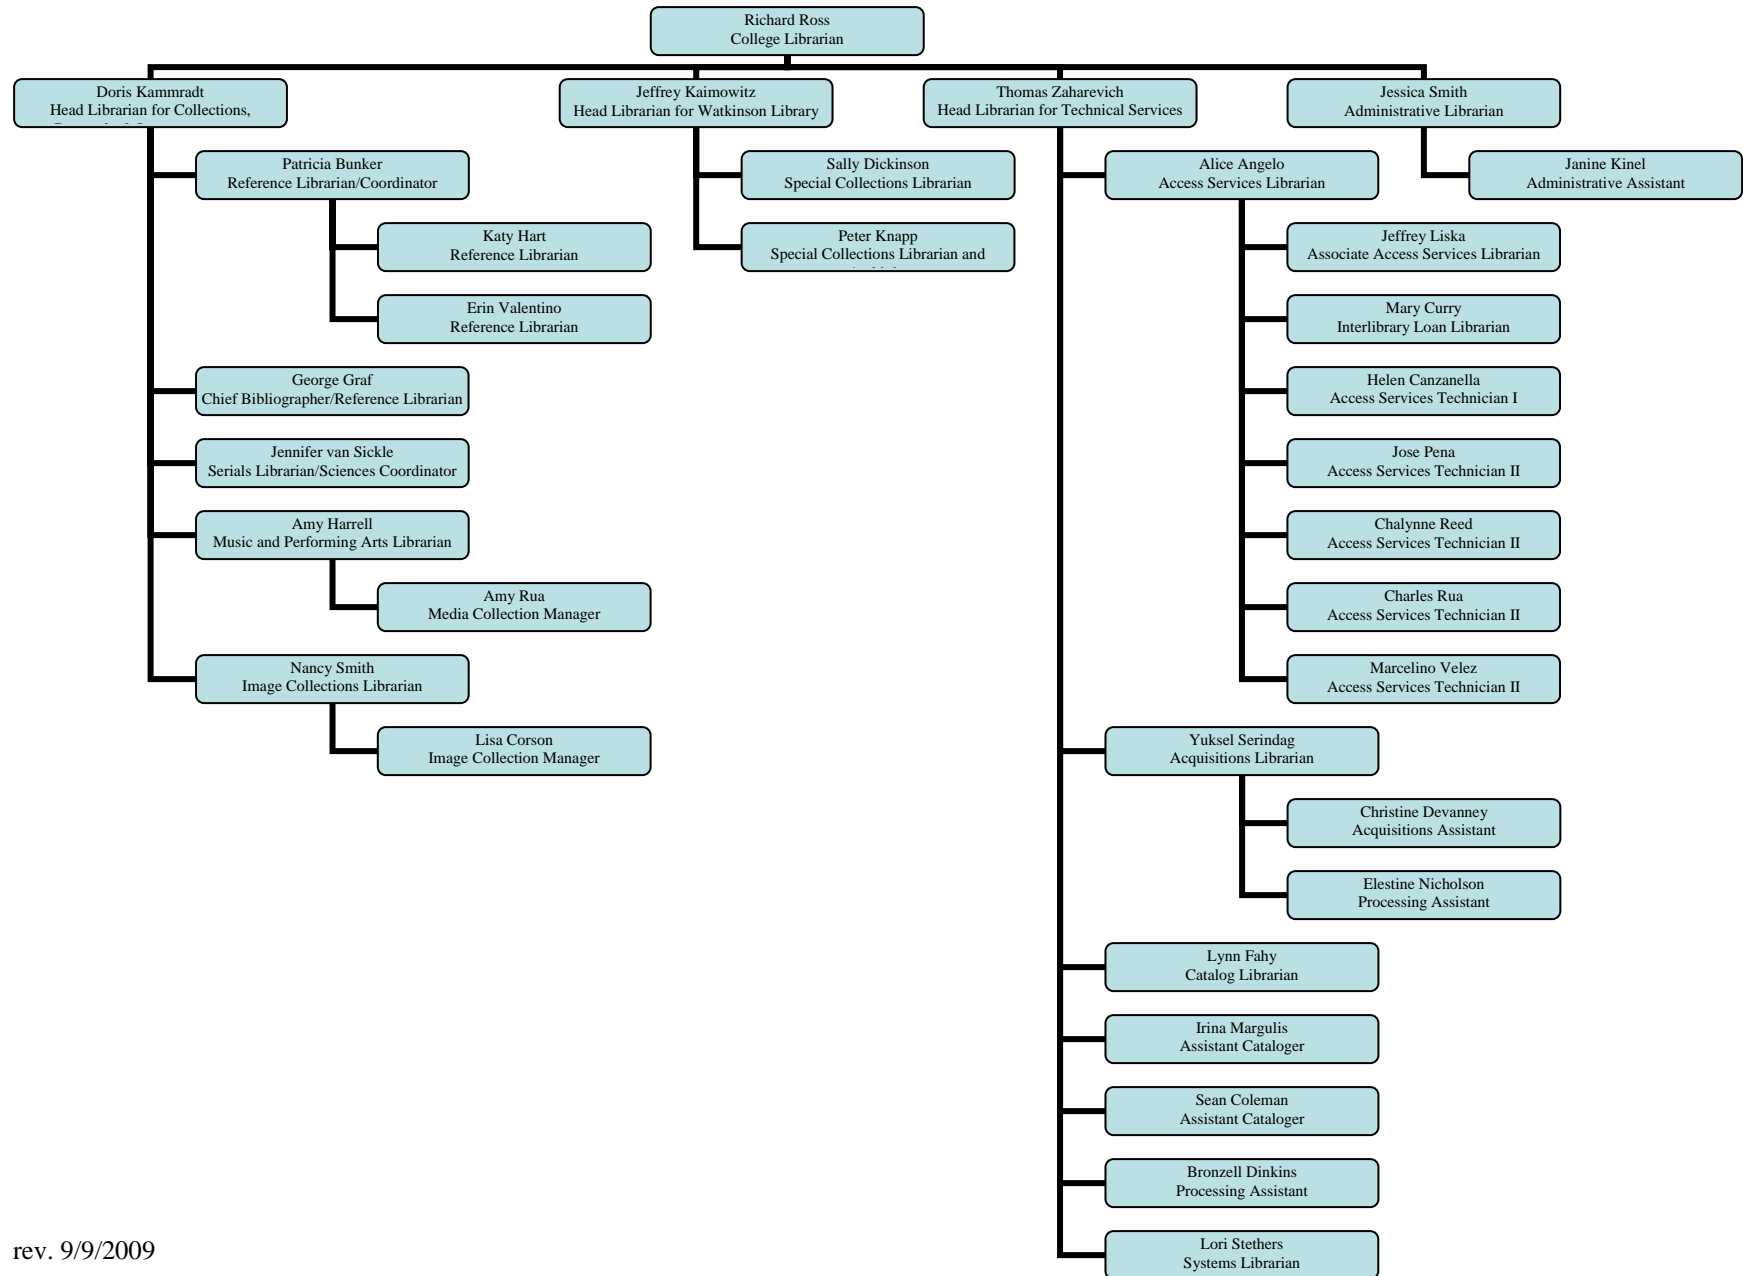 Richard Ross
College Librarian
Doris Kammradt
Head Librarian for Collections,
Jeffrey Kaimowitz
Head Librarian for Watkinson Library
Thomas Zaharevich
Head Librarian for Technical Services
Jessica Smith
Administrative Librarian
Patricia Bunker
Reference Librarian/Coordinator
Katy Hart
Reference Librarian
Erin Valentino
Reference Librarian
George Graf
Chief Bibliographer/Reference Librarian
Jennifer van Sickle
Serials Librarian/Sciences Coordinator
Amy Harrell
Music and Performing Arts Librarian
Amy Rua
Media Collection Manager
Nancy Smith
Image Collections Librarian
Lisa Corson
Image Collection Manager
Sally Dickinson
Special Collections Librarian
Peter Knapp
Special Collections Librarian and
Alice Angelo
Access Services Librarian
Jeffrey Liska
Associate Access Services Librarian
Mary Curry
Interlibrary Loan Librarian
Helen Canzanella
Access Services Technician I
Jose Pena
Access Services Technician II
Chalynne Reed
Access Services Technician II
Charles Rua
Access Services Technician II
Marcelino Velez
Access Services Technician II
Yuksel Serindag
Acquisitions Librarian
Christine Devanney
Acquisitions Assistant
Elestine Nicholson
Processing Assistant
Lynn Fahy
Catalog Librarian
Irina Margulis
Assistant Cataloger
Sean Coleman
Assistant Cataloger
Bronzell Dinkins
Processing Assistant
Lori Stethers
Systems Librarian
Janine Kinel
Administrative Assistant
rev. 9/9/2009